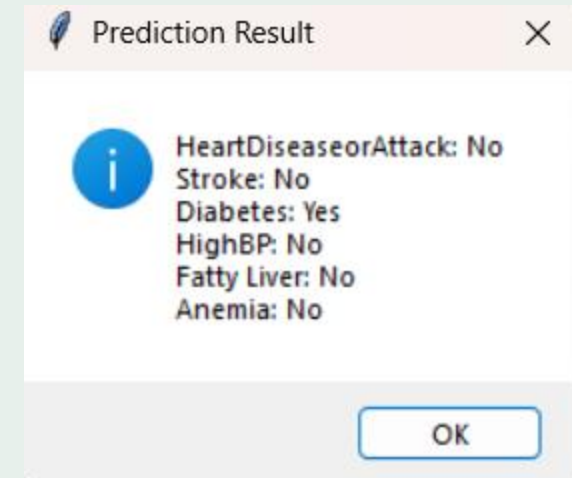 Prediction Result
HeartDiseaseorAttack: No
Stroke: No
Diabetes: Yes
HighBP: No
Fatty Liver: No
Anemia: No
OK